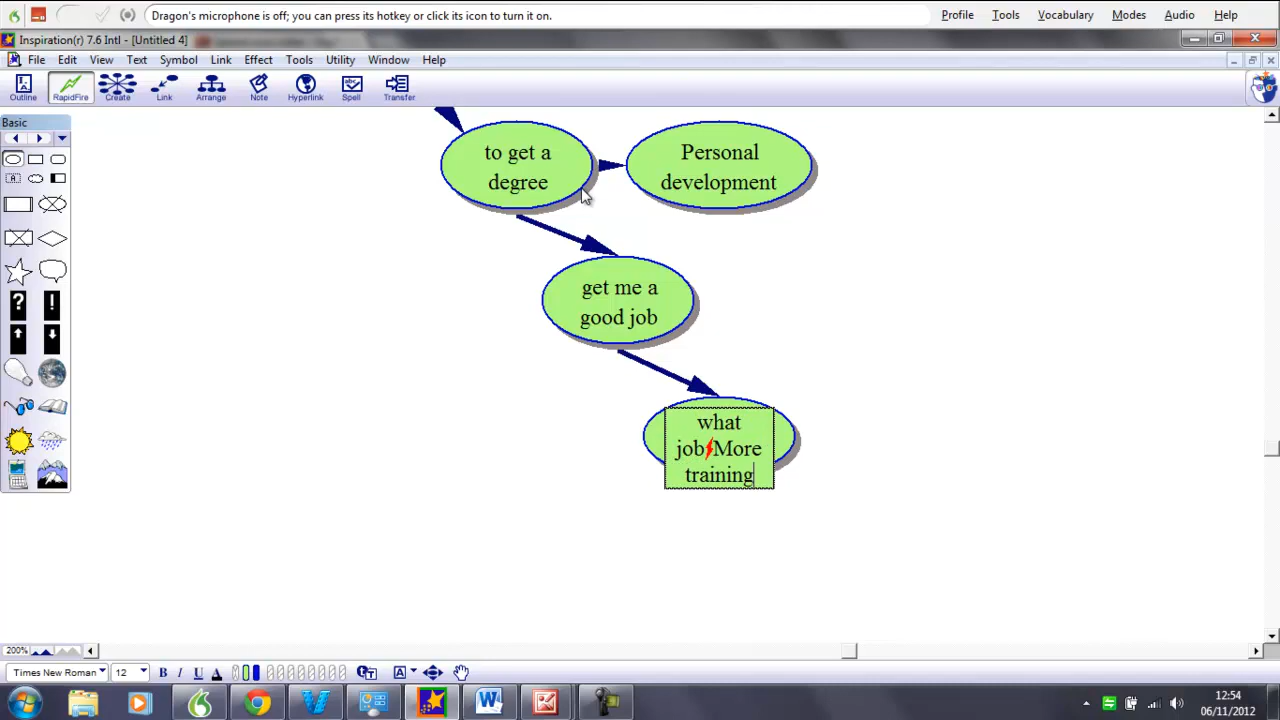 Dragon's microphone is off; you can press its hotkey or click its icon to turn it on.
Profile Tools Vocabulary Modes Audio Help
Inspiration(r) 7.6 Intl - [Untitled 4]
File Edit View Text Symbol Link Effect Tools Utility Window Help
Outline RapidFire Create Link Arrange Note Hyperlink Spell Transfer
Basic
to get a
degree
Personal
development
get me a
good job
what
job More
training
200%
Times New Roman 12 B I U A A
12:54
06/11/2012